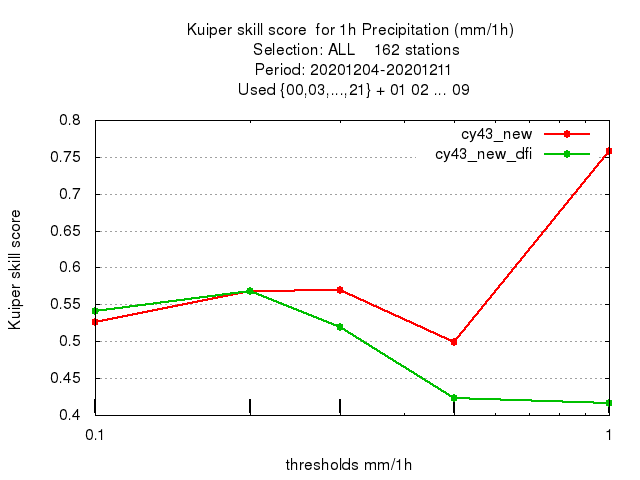 Kuiper skill score  for 1h Precipitation (mm/1h)
Selection: ALL    162 stations
Period: 20201204-20201211
Used {00,03,...,21} + 01 02 ... 09
cy43_new
cy43_new_dfi
0.8
0.75
0.7
0.65
0.6
0.55
0.5
0.45
0.4
Kuiper skill score
0.1
1
thresholds mm/1h